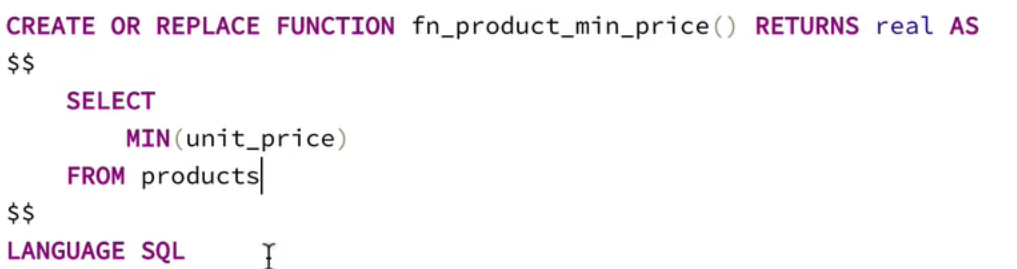 CREATE OR REPLACE FUNCTION fn_product_min_price() RETURNS real AS
$$
SELECT
MIN(unit_price)
FROM products
$$
LANGUAGE SQL